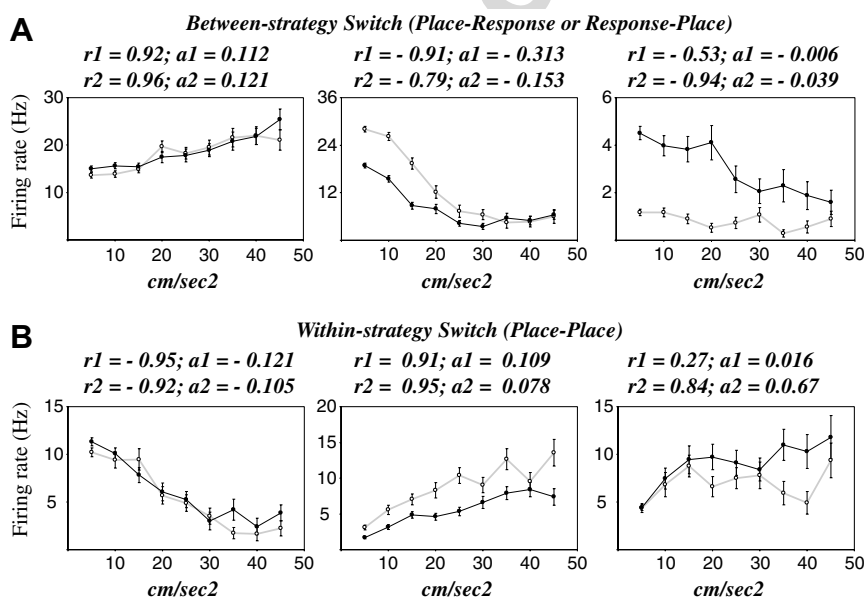 A
Between-strategy Switch (Place-Response or Response-Place)
r1 = 0.92; a1 = 0.112
r2 = 0.96; a2 = 0.121
r1 = - 0.91; a1 = - 0.313
r2 = - 0.79; a2 = - 0.153
r1 = - 0.53; a1 = - 0.006
r2 = - 0.94; a2 = - 0.039
Firing rate (Hz)
30
20
10
10 20 30 40 50
cm/sec2
36
24
12
10 20 30 40 50
cm/sec2
6
4
2
10 20 30 40 50
cm/sec2
B
Within-strategy Switch (Place-Place)
r1 = - 0.95; a1 = - 0.121
r2 = - 0.92; a2 = - 0.105
r1 = 0.91; a1 = 0.109
r2 = 0.95; a2 = 0.078
r1 = 0.27; a1 = 0.016
r2 = 0.84; a2 = 0.0.67
Firing rate (Hz)
15
10
5
10 20 30 40 50
cm/sec2
20
15
10
5
10 20 30 40 50
cm/sec2
15
10
5
10 20 30 40 50
cm/sec2